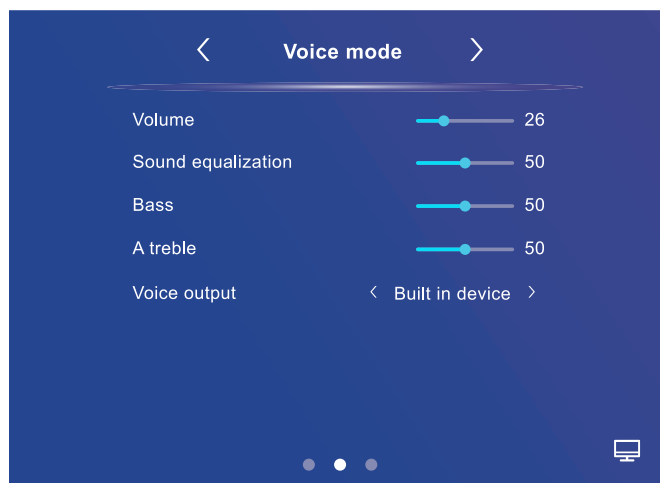 Voice mode
Volume 26
Sound equalization 50
Bass 50
A treble 50
Voice output Built in device